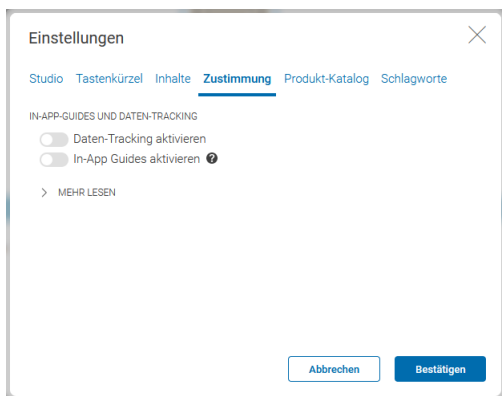 Einstellungen
Studio Tastenkürzel Inhalte Zustimmung Produkt-Katalog Schlagworte
IN-APP-GUIDES UND DATEN-TRACKING
Daten-Tracking aktivieren
In-App Guides aktivieren ?
> MEHR LESEN
Abbrechen Bestätigen